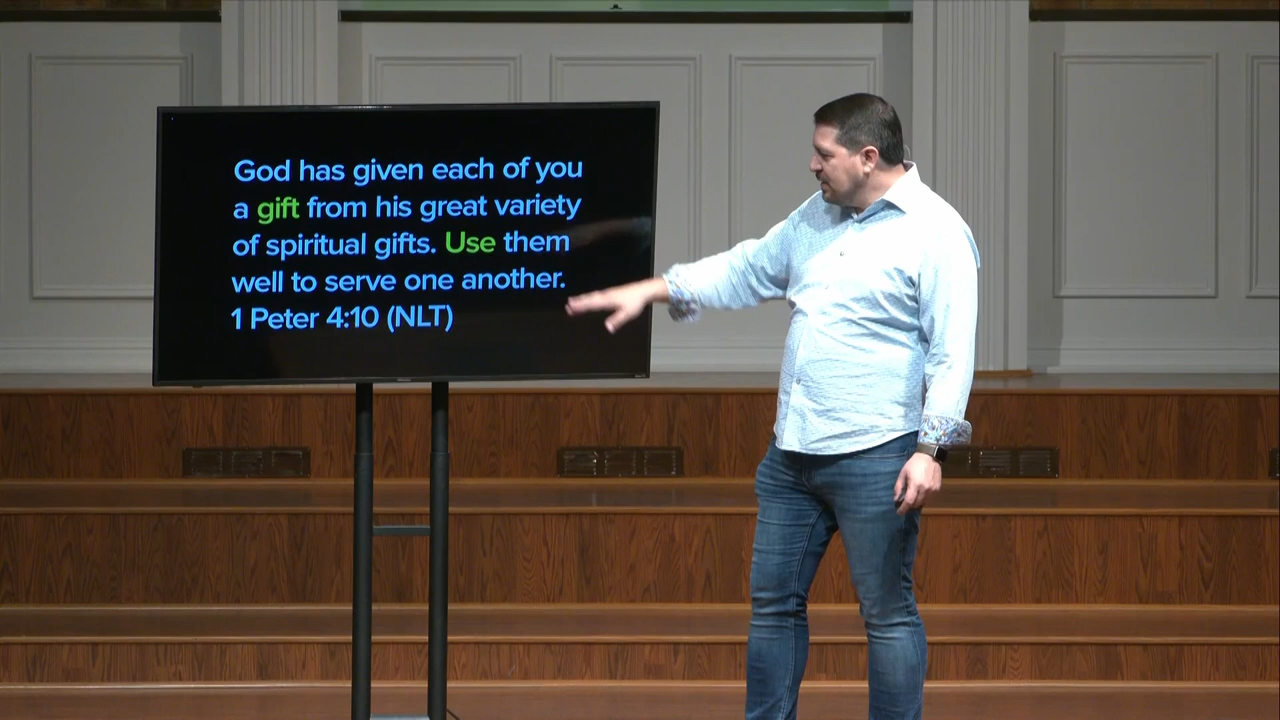 God has given each of you
a gift from his great variety
of spiritual gifts. Use them
well to serve one another.
1 Peter 4:10 (NLT)